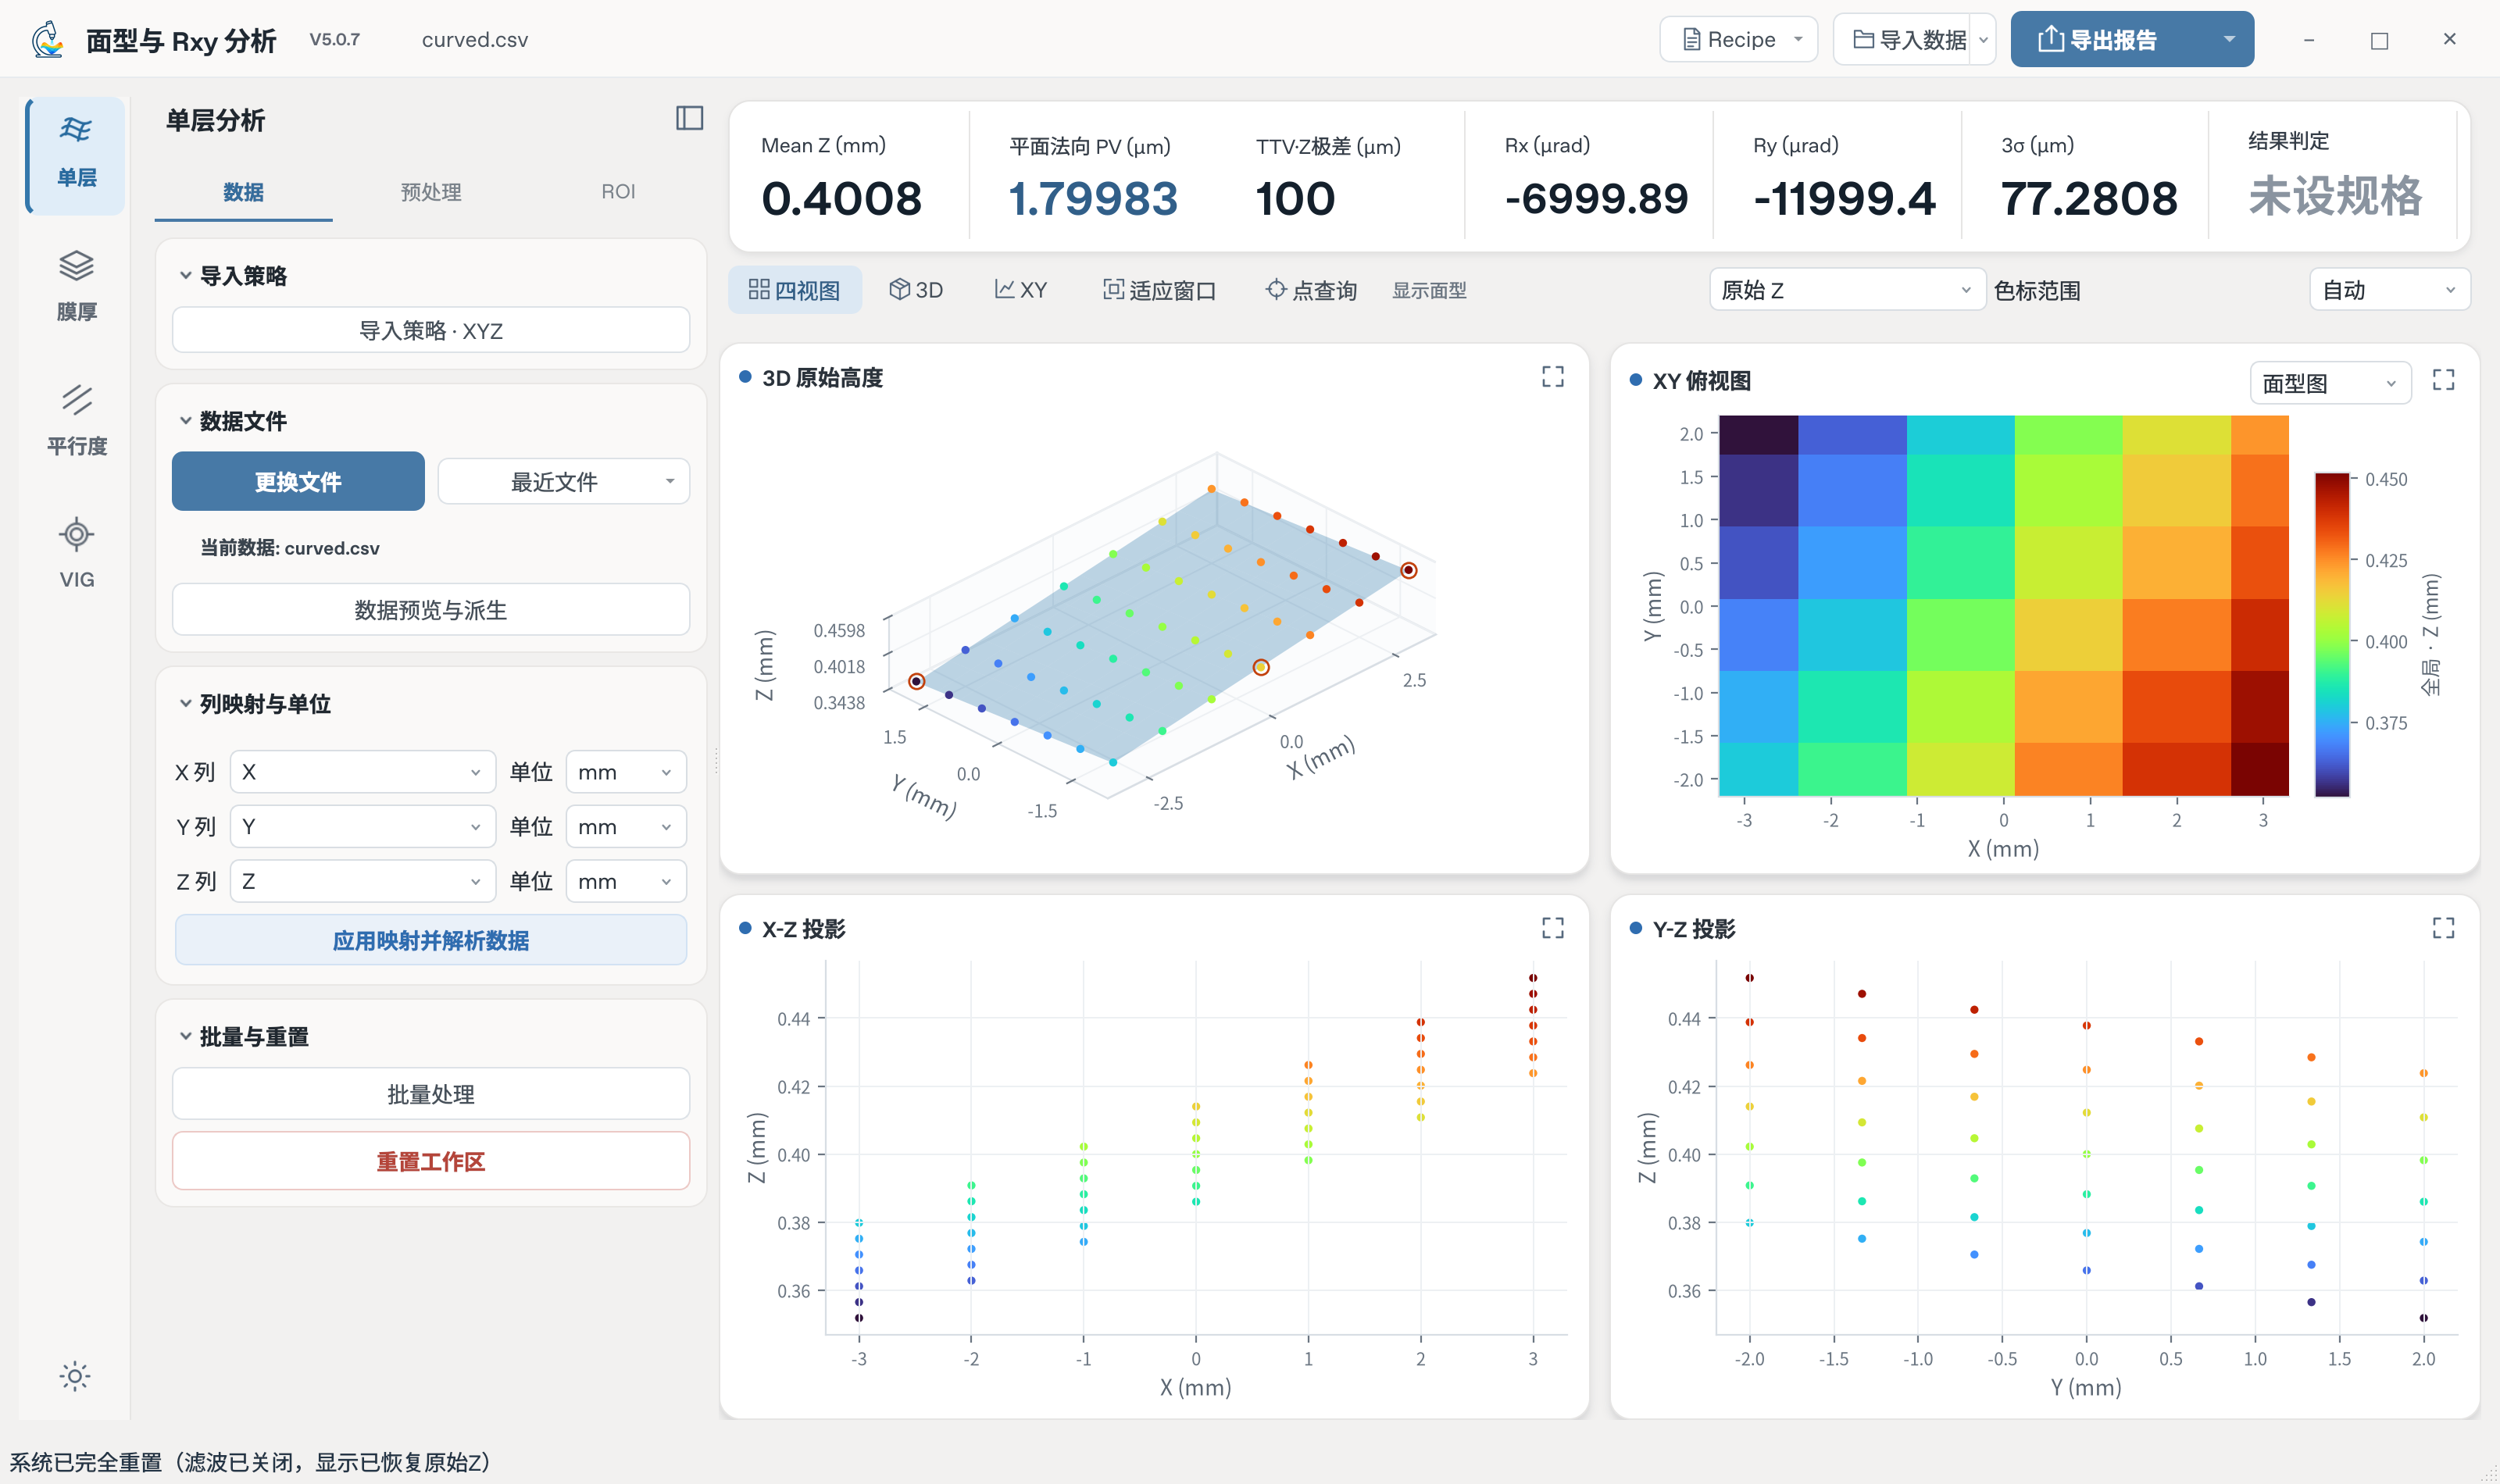 面型与 Rxy 分析 V5.0.7 curved.csv Recipe 导入数据 导出报告
单层
膜厚
平行度
VIG
单层分析
数据 预处理 ROI
导入策略
导入策略 · XYZ
数据文件
更换文件 最近文件
当前数据: curved.csv
数据预览与派生
列映射与单位
X 列 X 单位 mm
Y 列 Y 单位 mm
Z 列 Z 单位 mm
应用映射并解析数据
批量与重置
批量处理
重置工作区
Mean Z (mm) 平面法向 PV (μm) TTV·Z极差 (μm) Rx (μrad) Ry (μrad) 3σ (μm) 结果判定
0.4008 1.79983 100 -6999.89 -11999.4 77.2808 未设规格
四视图 3D XY 适应窗口 点查询 显示面型 原始 Z 色标范围 自动
3D 原始高度
Z (mm)
0.4598
0.4018
0.3438
1.5
0.0
-1.5
Y (mm)
-2.5
0.0
2.5
X (mm)
XY 俯视图 面型图
Y (mm)
2.0
1.5
1.0
0.5
0.0
-0.5
-1.0
-1.5
-2.0
-3 -2 -1 0 1 2 3
X (mm)
0.450
0.425
0.400
0.375
全局 · Z (mm)
X-Z 投影
Z (mm)
0.44
0.42
0.40
0.38
0.36
-3 -2 -1 0 1 2 3
X (mm)
Y-Z 投影
Z (mm)
0.44
0.42
0.40
0.38
0.36
-2.0 -1.5 -1.0 -0.5 0.0 0.5 1.0 1.5 2.0
Y (mm)
系统已完全重置（滤波已关闭，显示已恢复原始Z）